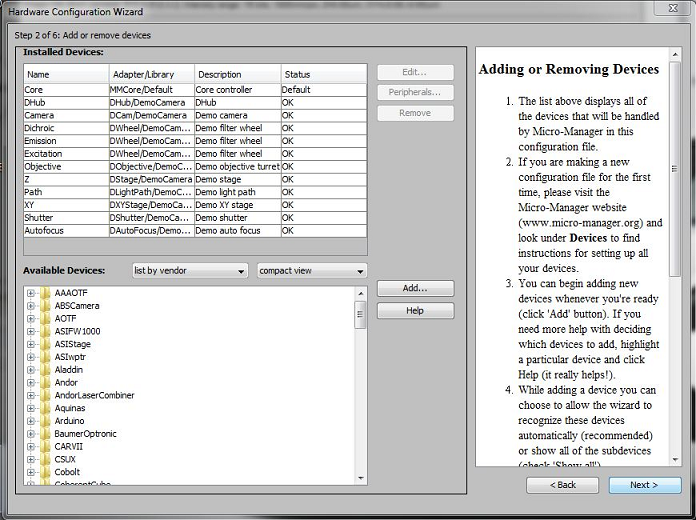 Hardware Configuration Wizard
Step 2 of 6: Add or remove devices
Installed Devices:
Name Adapter/Library Description Status
Core MMCore/Default Core controller Default
DHub DHub/DemoCamera DHub OK
Camera DCam/DemoCamera Demo camera OK
Dichroic DWheel/DemoCam... Demo filter wheel OK
Emission DWheel/DemoCam... Demo filter wheel OK
Excitation DWheel/DemoCam... Demo filter wheel OK
Objective DObjective/DemoC... Demo objective turret OK
Z DStage/DemoCamera Demo stage OK
Path DLightPath/DemoC... Demo light path OK
XY DXYStage/DemoCam... Demo XY stage OK
Shutter DShutter/DemoCa... Demo shutter OK
Autofocus DAutoFocus/Demo... Demo auto focus OK
Edit...
Peripherals...
Remove
Available Devices: list by vendor compact view
AAAOTF
ABSCamera
AOTF
ASIFW1000
ASIStage
ASIwptr
Aladdin
Andor
AndorLaserCombiner
Aquinas
Arduino
BaumerOptronic
CARVII
CSUX
Cobolt
CoherentCube
Add...
Help
Adding or Removing Devices
1. The list above displays all of
the devices that will be handled
by Micro-Manager in this
configuration file.
2. If you are making a new
configuration file for the first
time, please visit the
Micro-Manager website
(www.micro-manager.org) and
look under Devices to find
instructions for setting up all
your devices.
3. You can begin adding new
devices whenever you're ready
(click 'Add' button). If you
need more help with deciding
which devices to add, highlight
a particular device and click
Help (it really helps!).
4. While adding a device you can
choose to allow the wizard to
recognize these devices
automatically (recommended)
or show all of the subdevices
(check 'Show all')
< Back
Next >